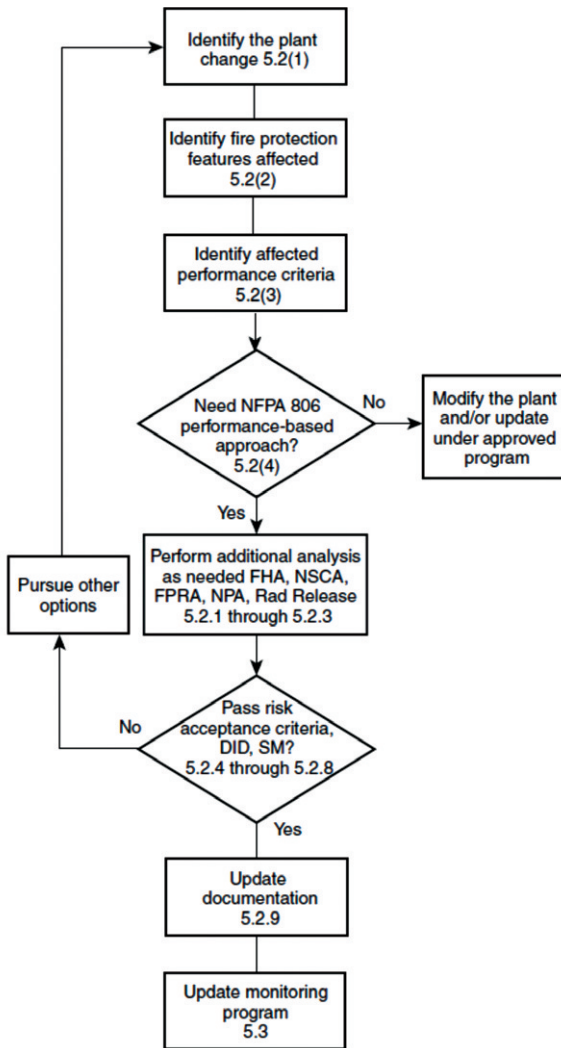 Identify the plant
change 5.2(1)
Identify fire protection
features affected
5.2(2)
Identify affected
performance criteria
5.2(3)
Need NFPA 806
performance-based
approach?
5.2(4)
No
Modify the plant
and/or update
under approved
program
Yes
Perform additional analysis
as needed FHA, NSCA,
FPRA, NPA, Rad Release
5.2.1 through 5.2.3
Pursue other
options
Pass risk
acceptance criteria,
DID, SM?
5.2.4 through 5.2.8
No
Yes
Update
documentation
5.2.9
Update monitoring
program
5.3